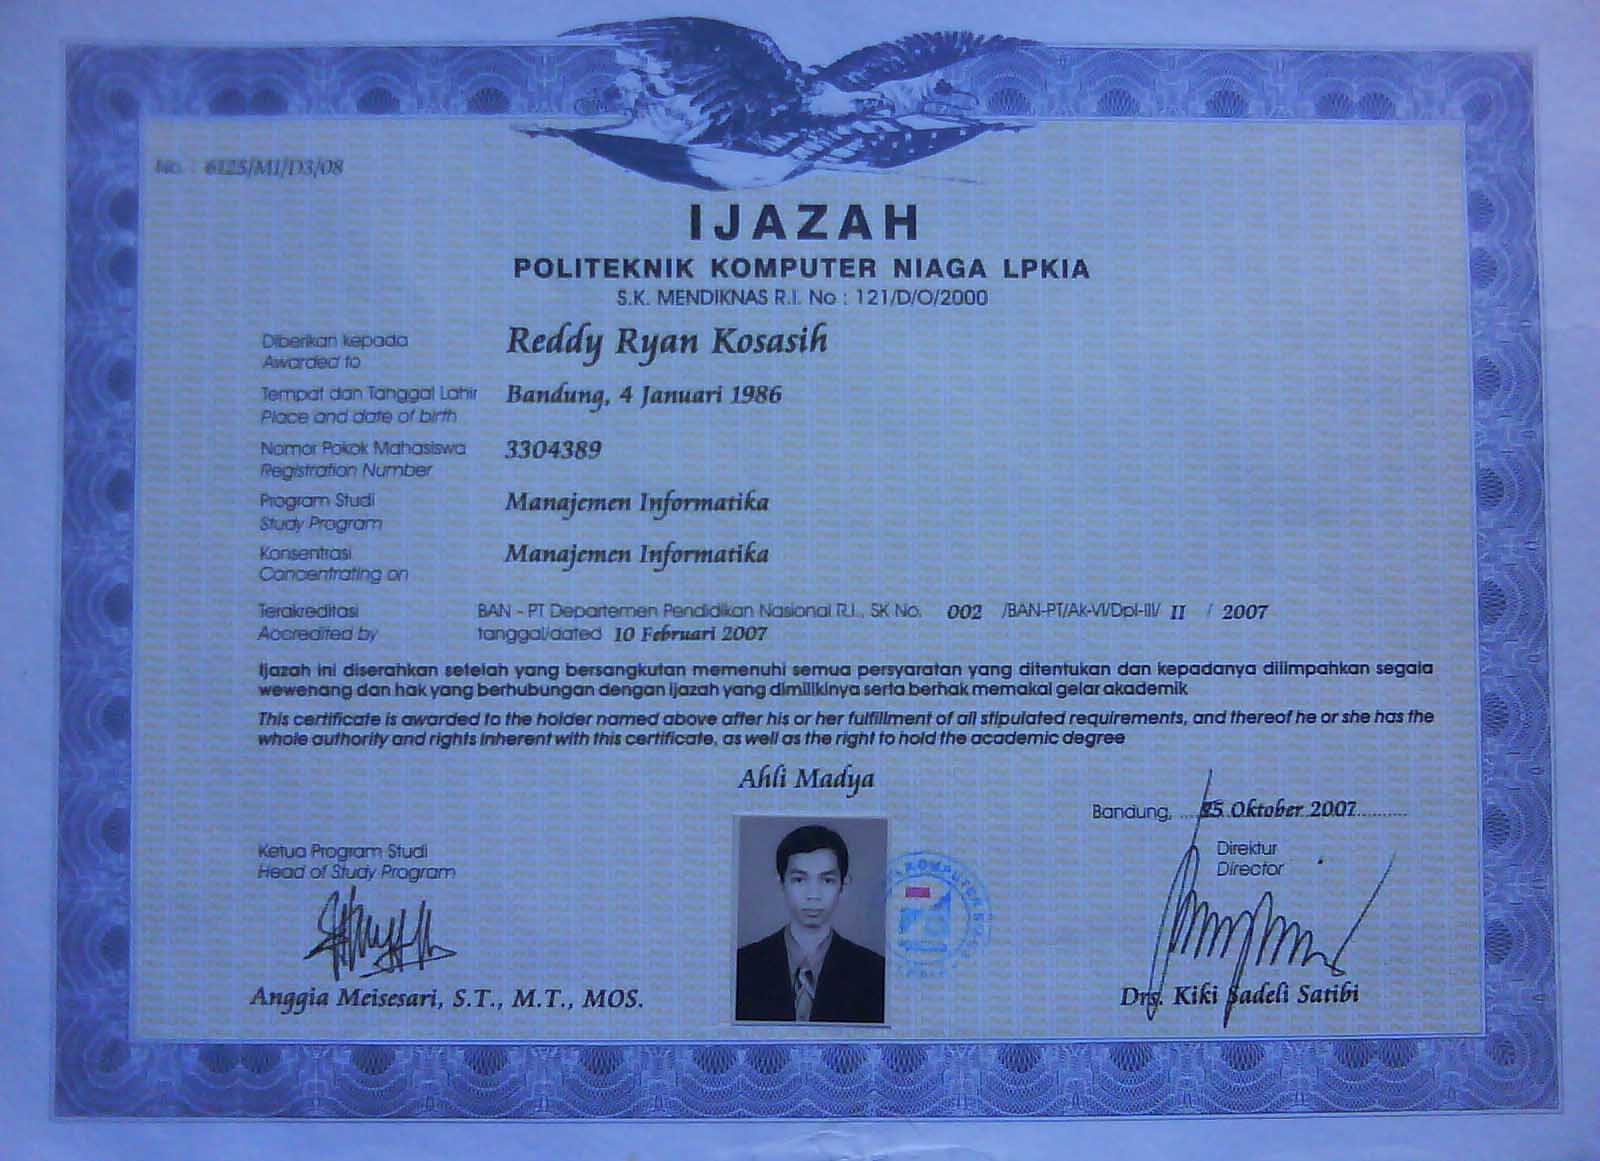 No. : 6125/MI/D3/08
IJAZAH
POLITEKNIK KOMPUTER NIAGA LPKIA
S.K. MENDIKNAS R.I. No : 121/D/O/2000
Diberikan kepada Reddy Ryan Kosasih
Awarded to
Tempat dan Tanggal Lahir Bandung, 4 Januari 1986
Place and date of birth
Nomor Pokok Mahasiswa 3304389
Registration Number
Program Studi Manajemen Informatika
Study Program
Konsentrasi Manajemen Informatika
Concentrating on
Terakreditasi BAN - PT Departemen Pendidikan Nasional R.I., SK No. 002 /BAN-PT/Ak-VI/Dpl-III/ II / 2007
Accredited by tanggal/dated 10 Februari 2007
Ijazah ini diserahkan setelah yang bersangkutan memenuhi semua persyaratan yang ditentukan dan kepadanya dilimpahkan segala
wewenang dan hak yang berhubungan dengan ijazah yang dimilikinya serta berhak memakai gelar akademik
This certificate is awarded to the holder named above after his or her fulfillment of all stipulated requirements, and thereof he or she has the
whole authority and rights inherent with this certificate, as well as the right to hold the academic degree
Ahli Madya
Bandung, 25 Oktober 2007
Ketua Program Studi
Head of Study Program
Direktur
Director
KOMPUTER
Anggia Meisesari, S.T., M.T., MOS.
Drs. Kiki Sadeli Satibi